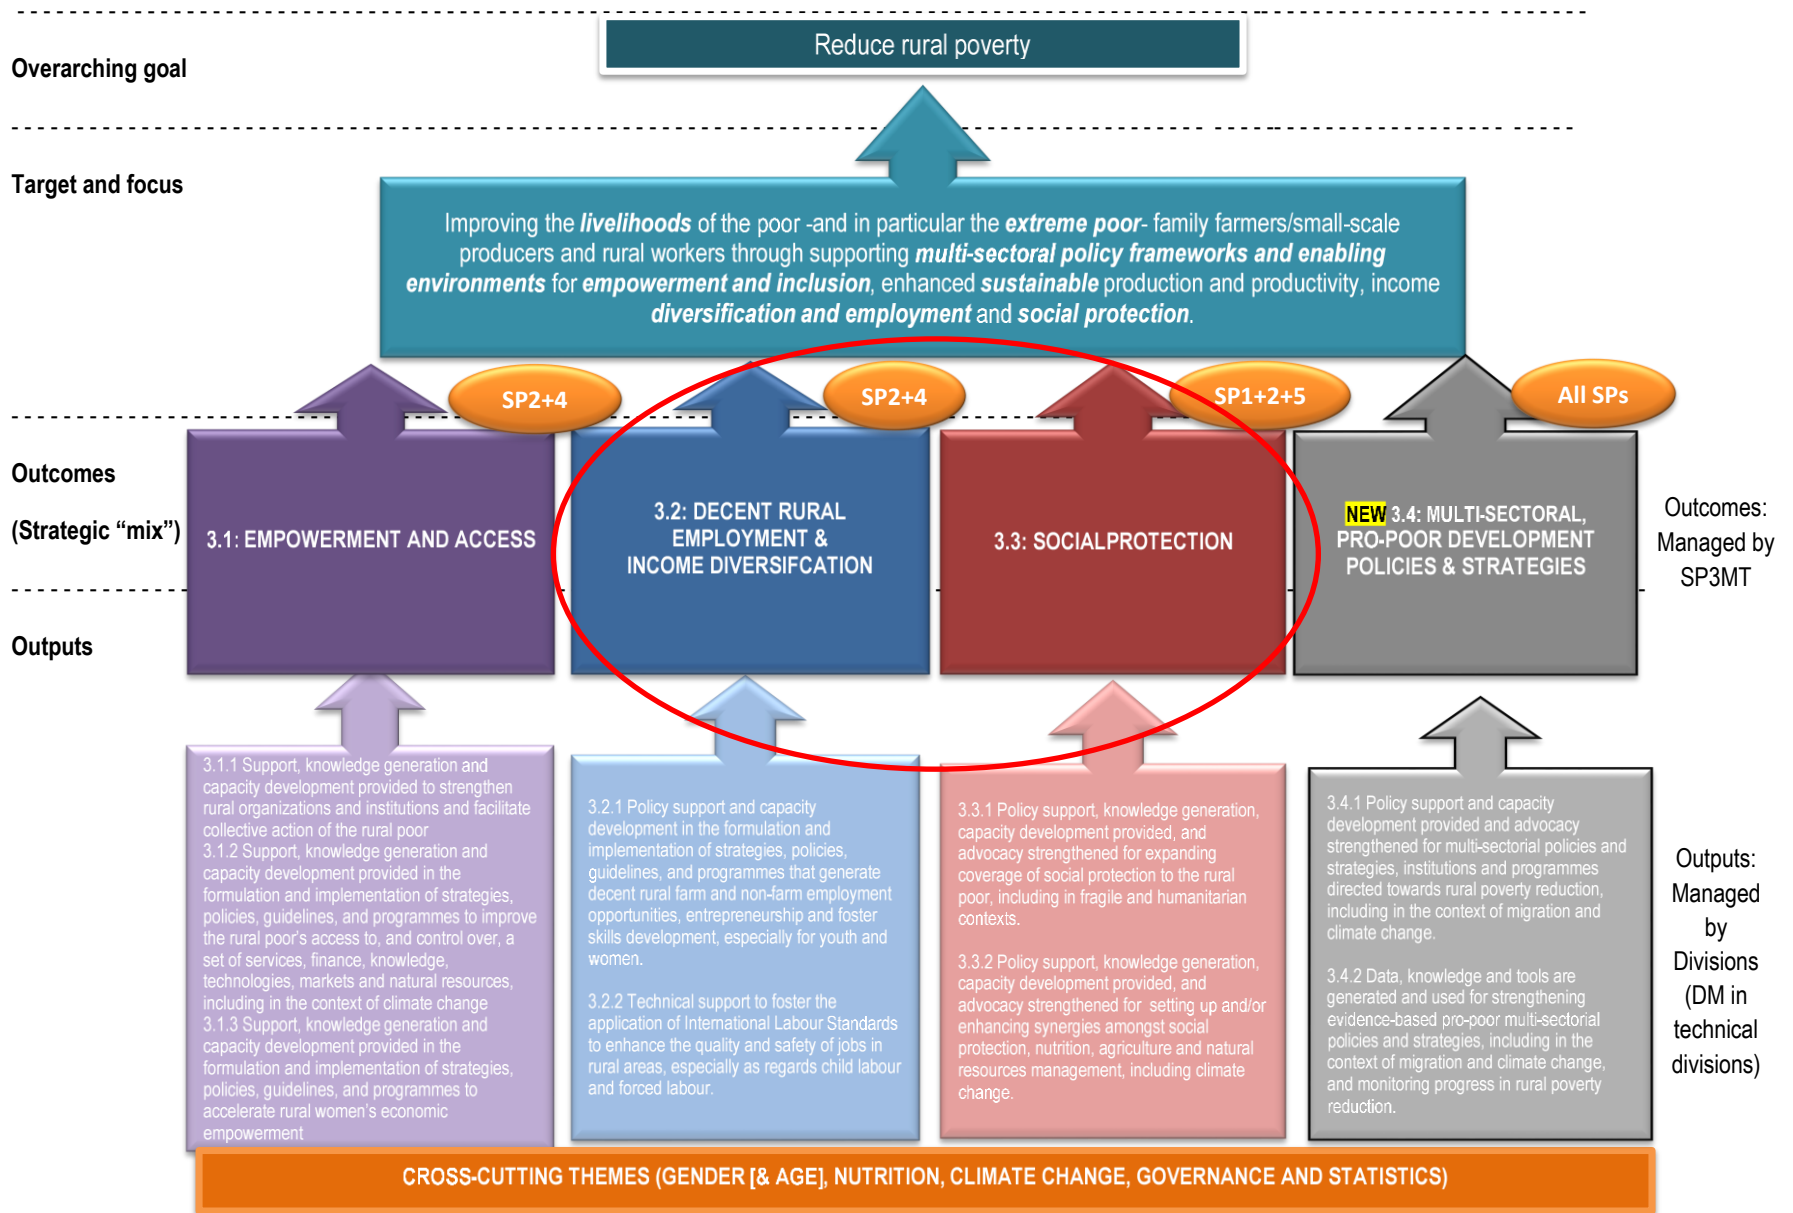 Reduce rural poverty
Overarching goal
Target and focus
Improving the livelihoods of the poor -and in particular the extreme poor- family farmers/small-scale
producers and rural workers through supporting multi-sectoral policy frameworks and enabling
environments for empowerment and inclusion, enhanced sustainable production and productivity, income
diversification and employment and social protection.
SP2+4
SP2+4
SP1+2+5
All SPs
Outcomes
(Strategic “mix”)
3.1: EMPOWERMENT AND ACCESS
3.2: DECENT RURAL
EMPLOYMENT &
INCOME DIVERSIFCATION
3.3: SOCIALPROTECTION
NEW 3.4: MULTI-SECTORAL,
PRO-POOR DEVELOPMENT
POLICIES & STRATEGIES
Outcomes:
Managed by
SP3MT
Outputs
3.1.1 Support, knowledge generation and
capacity development provided to strengthen
rural organizations and institutions and facilitate
collective action of the rural poor
3.1.2 Support, knowledge generation and
capacity development provided in the
formulation and implementation of strategies,
policies, guidelines, and programmes to improve
the rural poor’s access to, and control over, a
set of services, finance, knowledge,
technologies, markets and natural resources,
including in the context of climate change
3.1.3 Support, knowledge generation and
capacity development provided in the
formulation and implementation of strategies,
policies, guidelines, and programmes to
accelerate rural women’s economic
empowerment
3.2.1 Policy support and capacity
development in the formulation and
implementation of strategies, policies,
guidelines, and programmes that generate
decent rural farm and non-farm employment
opportunities, entrepreneurship and foster
skills development, especially for youth and
women.
3.2.2 Technical support to foster the
application of International Labour Standards
to enhance the quality and safety of jobs in
rural areas, especially as regards child labour
and forced labour.
3.3.1 Policy support, knowledge generation,
capacity development provided, and
advocacy strengthened for expanding
coverage of social protection to the rural
poor, including in fragile and humanitarian
contexts.
3.3.2 Policy support, knowledge generation,
capacity development provided, and
advocacy strengthened for setting up and/or
enhancing synergies amongst social
protection, nutrition, agriculture and natural
resources management, including climate
change.
3.4.1 Policy support and capacity
development provided and advocacy
strengthened for multi-sectorial policies and
strategies, institutions and programmes
directed towards rural poverty reduction,
including in the context of migration and
climate change.
3.4.2 Data, knowledge and tools are
generated and used for strengthening
evidence-based pro-poor multi-sectorial
policies and strategies, including in the
context of migration and climate change,
and monitoring progress in rural poverty
reduction.
Outputs:
Managed
by
Divisions
(DM in
technical
divisions)
CROSS-CUTTING THEMES (GENDER [& AGE], NUTRITION, CLIMATE CHANGE, GOVERNANCE AND STATISTICS)